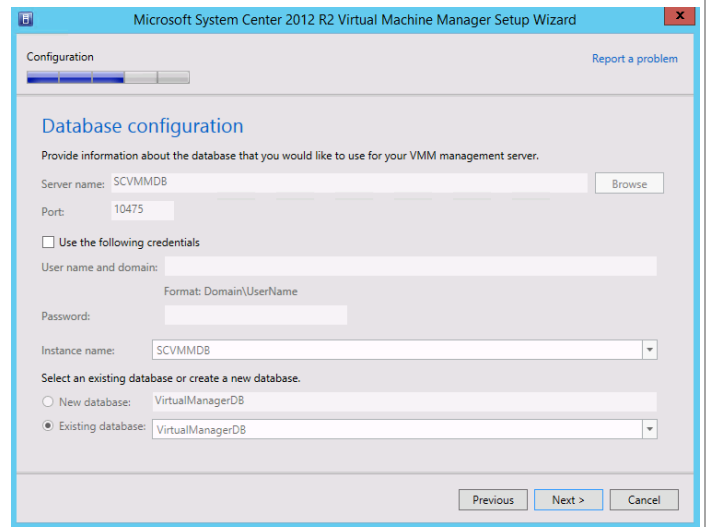 Microsoft System Center 2012 R2 Virtual Machine Manager Setup Wizard
x
Configuration
Report a problem
Database configuration
Provide information about the database that you would like to use for your VMM management server.
Server name: SCVMMDB Browse
Port: 10475
Use the following credentials
User name and domain:
Format: Domain\UserName
Password:
Instance name: SCVMMDB
Select an existing database or create a new database.
New database: VirtualManagerDB
Existing database: VirtualManagerDB
Previous Next > Cancel